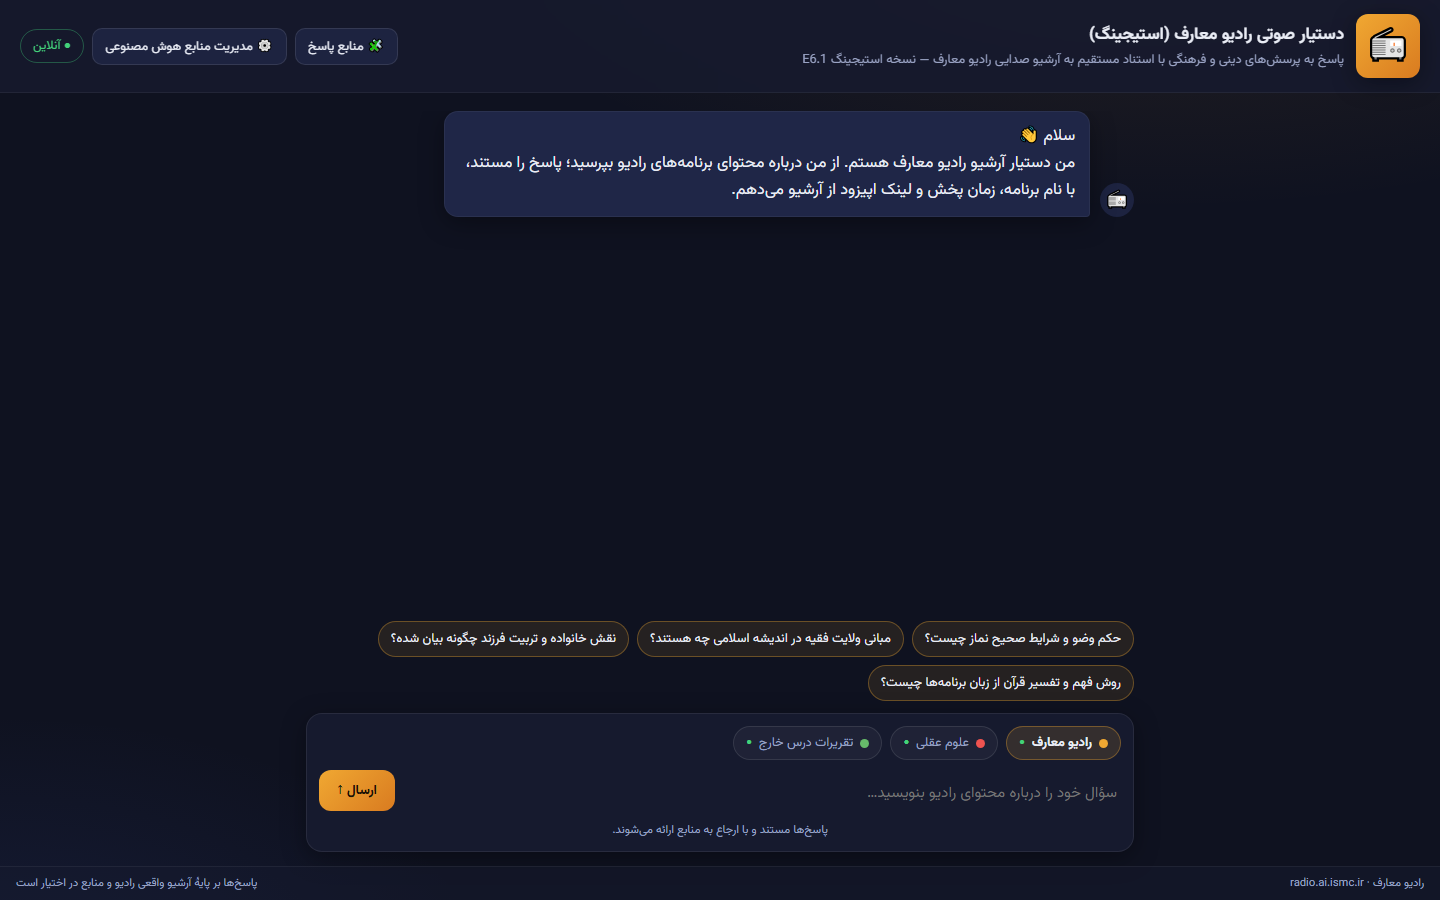 دستیار صوتی رادیو معارف (استیجینگ)
پاسخ به پرسش‌های دینی و فرهنگی با استناد مستقیم به آرشیو صدایی رادیو معارف — نسخه استیجینگ E6.1
منابع پاسخ
مدیریت منابع هوش مصنوعی
آنلاین
سلام 👋
من دستیار آرشیو رادیو معارف هستم. از من درباره محتوای برنامه‌های رادیو بپرسید؛ پاسخ را مستند،
با نام برنامه، زمان پخش و لینک اپیزود از آرشیو می‌دهم.
حکم وضو و شرایط صحیح نماز چیست؟
مبانی ولایت فقیه در اندیشه اسلامی چه هستند؟
نقش خانواده و تربیت فرزند چگونه بیان شده؟
روش فهم و تفسیر قرآن از زبان برنامه‌ها چیست؟
رادیو معارف
علوم عقلی
تقریرات درس خارج
سؤال خود را درباره محتوای رادیو بنویسید...
ارسال ↑
پاسخ‌ها مستند و با ارجاع به منابع ارائه می‌شوند.
رادیو معارف · radio.ai.ismc.ir
پاسخ‌ها بر پایهٔ آرشیو واقعی رادیو و منابع در اختیار است